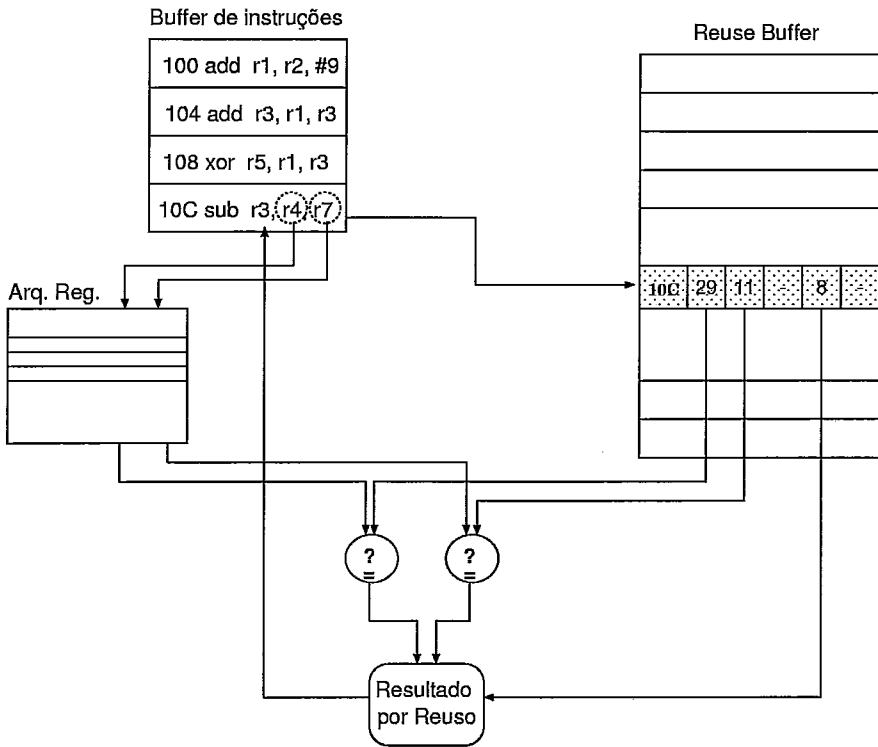 Buffer de instruções
100 add r1, r2, #9
104 add r3, r1, r3
108 xor r5, r1, r3
10C sub r3, r4, r7
Reuse Buffer
10C 29 11 - 8 -
Arq. Reg.
? =
? =
Resultado
por Reuso